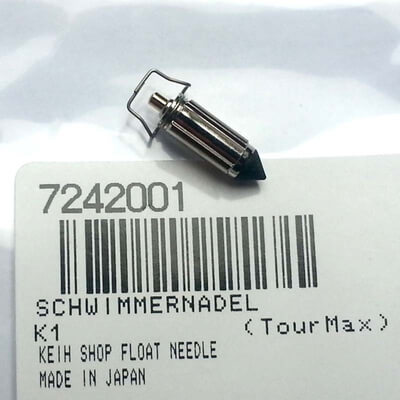 7242001
SCHWIMMERNADEL
K1 (TourMax)
KEIH SHOP FLOAT NEEDLE
MADE IN JAPAN